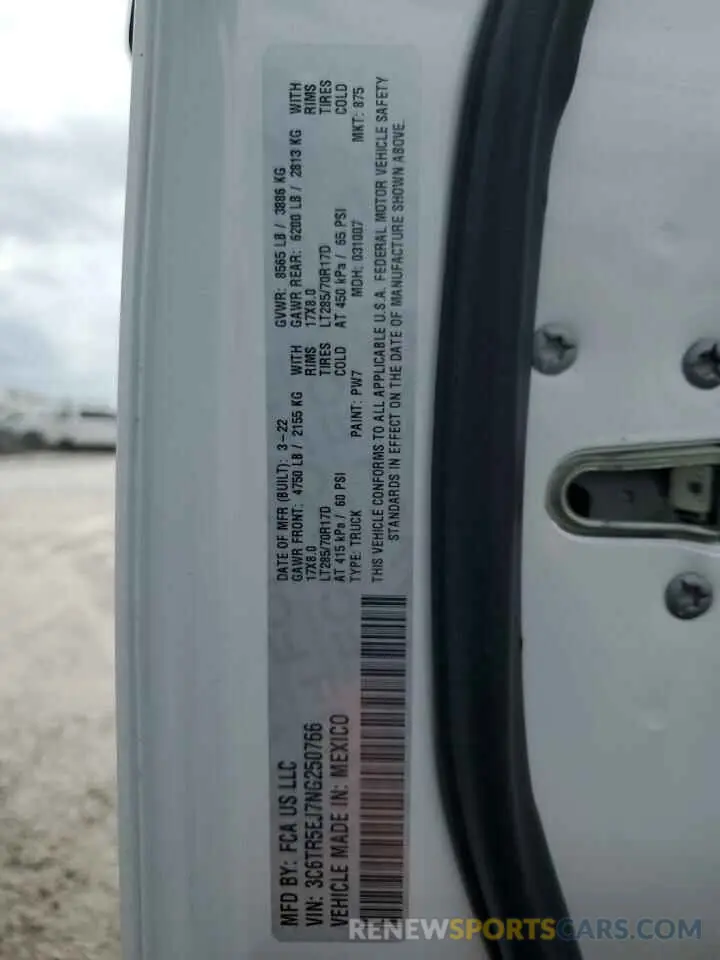 MFD BY: FCA US LLC
VIN: 3C6TR5EJ7NG250766
VEHICLE MADE IN: MEXICO
DATE OF MFR (BUILT): 3-22 GVWR: 8565 LB / 3886 KG
GAWR FRONT: 4750 LB / 2155 KG WITH GAWR REAR: 6200 LB / 2813 KG WITH
17X8.0 RIMS 17X8.0 RIMS
LT285/70R17D TIRES LT285/70R17D TIRES
AT 415 kPa / 60 PSI COLD AT 450 kPa / 65 PSI COLD
TYPE: TRUCK PAINT: PW7 MDH: 031007 MKT: 875
THIS VEHICLE CONFORMS TO ALL APPLICABLE U.S.A. FEDERAL MOTOR VEHICLE SAFETY
STANDARDS IN EFFECT ON THE DATE OF MANUFACTURE SHOWN ABOVE.
RENEWSPORTSCARS.COM